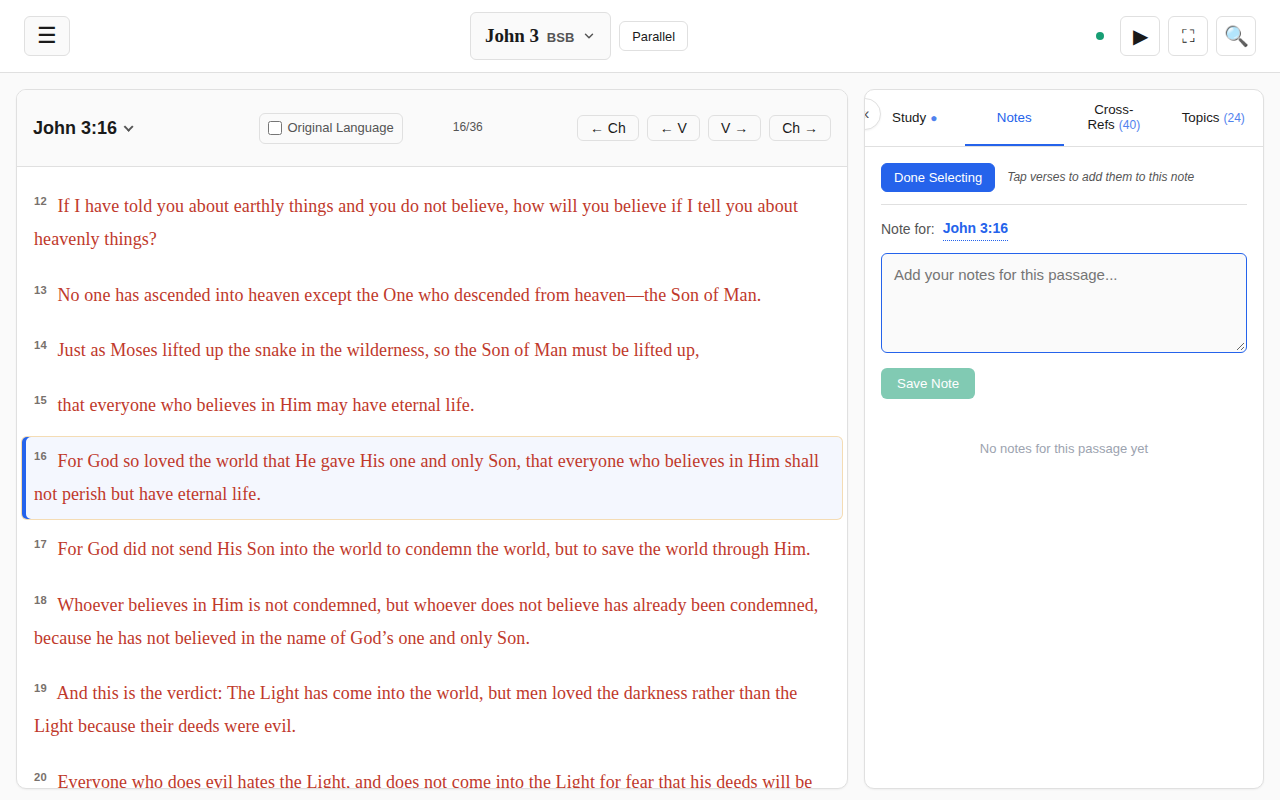 ☰
John 3 BSB
Parallel
▶
⛶
🔍
John 3:16
Original Language
16/36
← Ch
← V
V →
Ch →
12 If I have told you about earthly things and you do not believe, how will you believe if I tell you about
heavenly things?
13 No one has ascended into heaven except the One who descended from heaven—the Son of Man.
14 Just as Moses lifted up the snake in the wilderness, so the Son of Man must be lifted up,
15 that everyone who believes in Him may have eternal life.
16 For God so loved the world that He gave His one and only Son, that everyone who believes in Him shall
not perish but have eternal life.
17 For God did not send His Son into the world to condemn the world, but to save the world through Him.
18 Whoever believes in Him is not condemned, but whoever does not believe has already been condemned,
because he has not believed in the name of God’s one and only Son.
19 And this is the verdict: The Light has come into the world, but men loved the darkness rather than the
Light because their deeds were evil.
20 Everyone who does evil hates the Light, and does not come into the Light for fear that his deeds will be
‹
Study ●
Notes
Cross-
Refs (40)
Topics (24)
Done Selecting
Tap verses to add them to this note
Note for: John 3:16
Add your notes for this passage...
Save Note
No notes for this passage yet